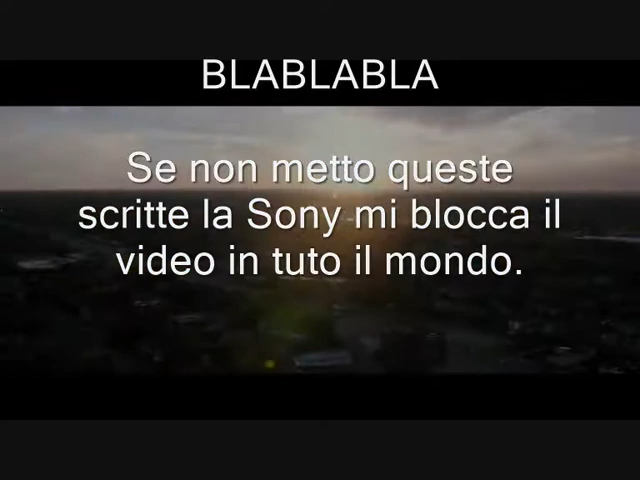 BLABLABLA
Se non metto queste
scritte la Sony mi blocca il
video in tuto il mondo.